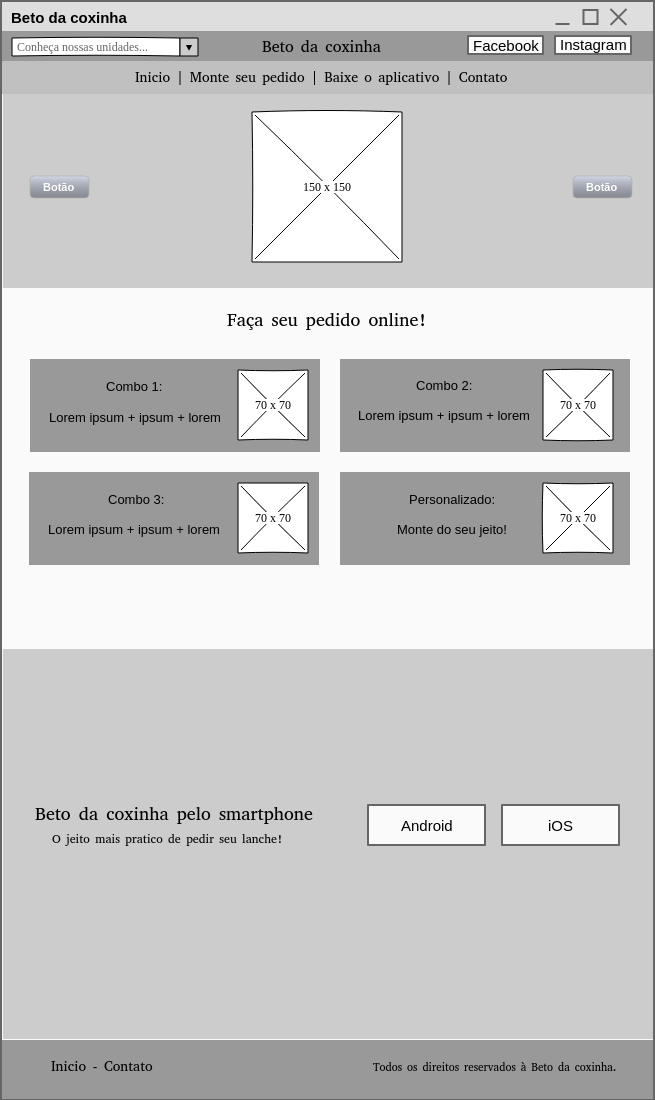 Beto da coxinha
Conheça nossas unidades...
Beto da coxinha
Facebook
Instagram
Inicio | Monte seu pedido | Baixe o aplicativo | Contato
150 x 150
Botão
Botão
Faça seu pedido online!
Combo 1:
Lorem ipsum + ipsum + lorem
70 x 70
Combo 2:
Lorem ipsum + ipsum + lorem
70 x 70
Combo 3:
Lorem ipsum + ipsum + lorem
70 x 70
Personalizado:
Monte do seu jeito!
70 x 70
Beto da coxinha pelo smartphone
O jeito mais pratico de pedir seu lanche!
Android
iOS
Inicio - Contato
Todos os direitos reservados à Beto da coxinha.